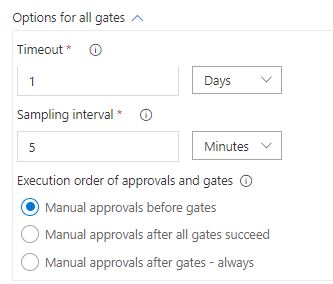 Options for all gates
Timeout *
1 Days
Sampling interval *
5 Minutes
Execution order of approvals and gates
Manual approvals before gates
Manual approvals after all gates succeed
Manual approvals after gates - always